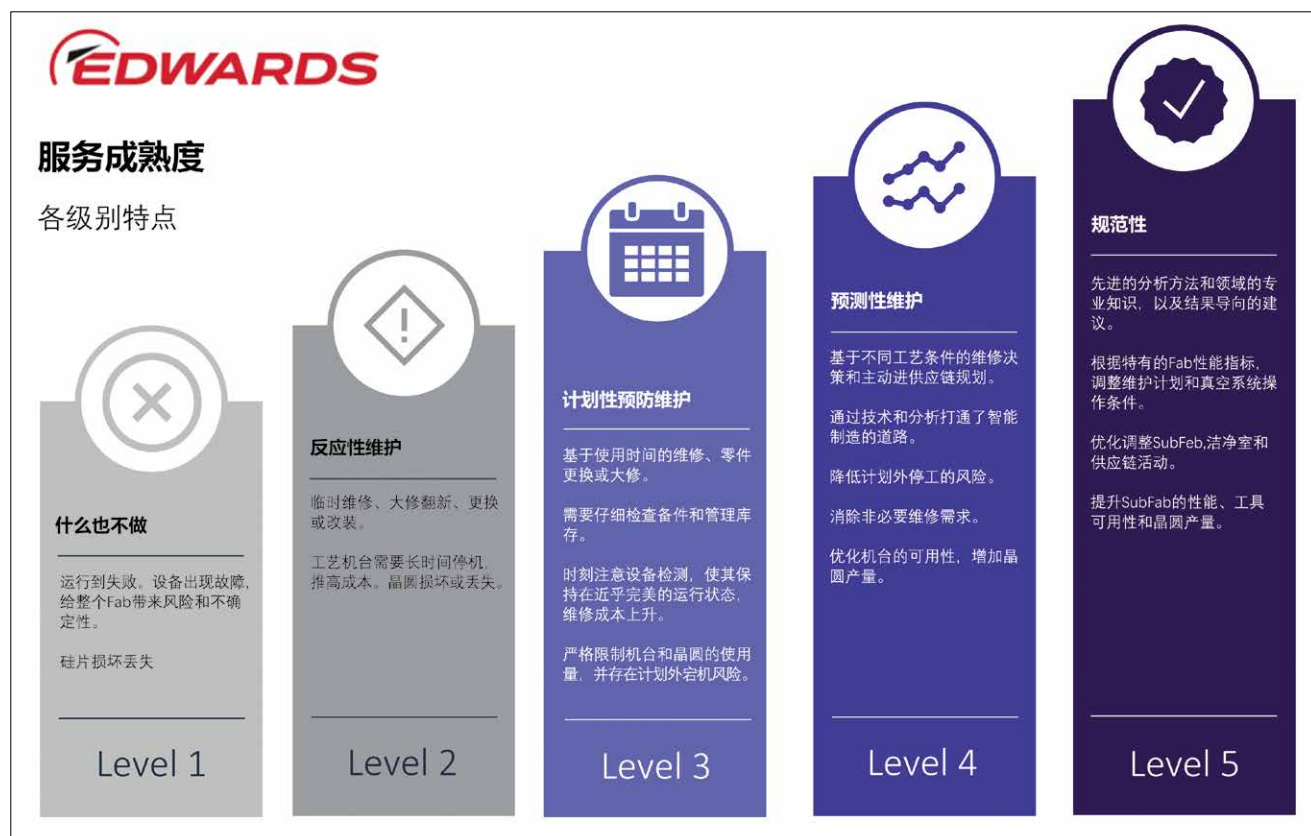 EDWARDS
服务成熟度
各级别特点
什么也不做
运行到失败。设备出现故障,
给整个Fab带来风险和不确
定性。
硅片损坏丢失
Level 1
反应性维护
临时维修、大修翻新、更换
或改装。
工艺机台需要长时间停机,
推高成本。晶圆损坏或丢失。
Level 2
计划性预防维护
基于使用时间的维修、零件
更换或大修。
需要仔细检查备件和管理库
存。
时刻注意设备检测，使其保
持在近乎完美的运行状态,
维修成本上升。
严格限制机台和晶圆的使用
量，并存在计划外宕机风险。
Level 3
预测性维护
基于不同工艺条件的维修决
策和主动进供应链规划。
通过技术和分析打通了智能
制造的道路。
降低计划外停工的风险。
消除非必要维修需求。
优化机台的可用性，增加晶
圆产量。
Level 4
规范性
先进的分析方法和领域的专
业知识，以及结果导向的建
议。
根据特有的Fab性能指标,
调整维护计划和真空系统操
作条件。
优化调整SubFeb,洁净室和
供应链活动。
提升SubFab的性能、工具
可用性和晶圆产量。
Level 5